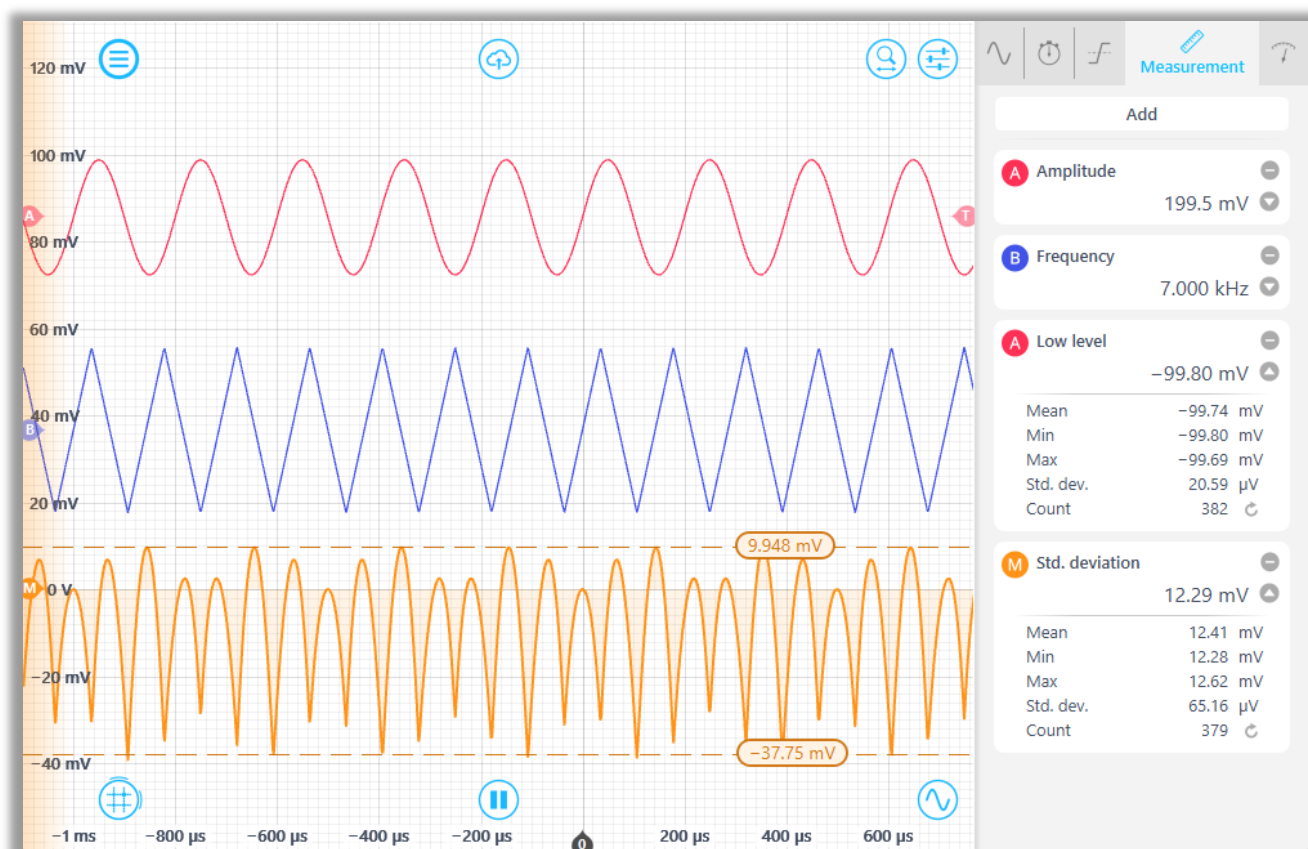 Measurement
120 mV
100 mV
A
T
80 mV
60 mV
B
40 mV
20 mV
9.948 mV
M
0 V
−20 mV
−37.75 mV
−40 mV
−1 ms
−800 µs
−600 µs
−400 µs
−200 µs
0
200 µs
400 µs
600 µs
Add
A Amplitude
199.5 mV
B Frequency
7.000 kHz
A Low level
−99.80 mV
Mean −99.74 mV
Min −99.80 mV
Max −99.69 mV
Std. dev. 20.59 µV
Count 382
M Std. deviation
12.29 mV
Mean 12.41 mV
Min 12.28 mV
Max 12.62 mV
Std. dev. 65.16 µV
Count 379